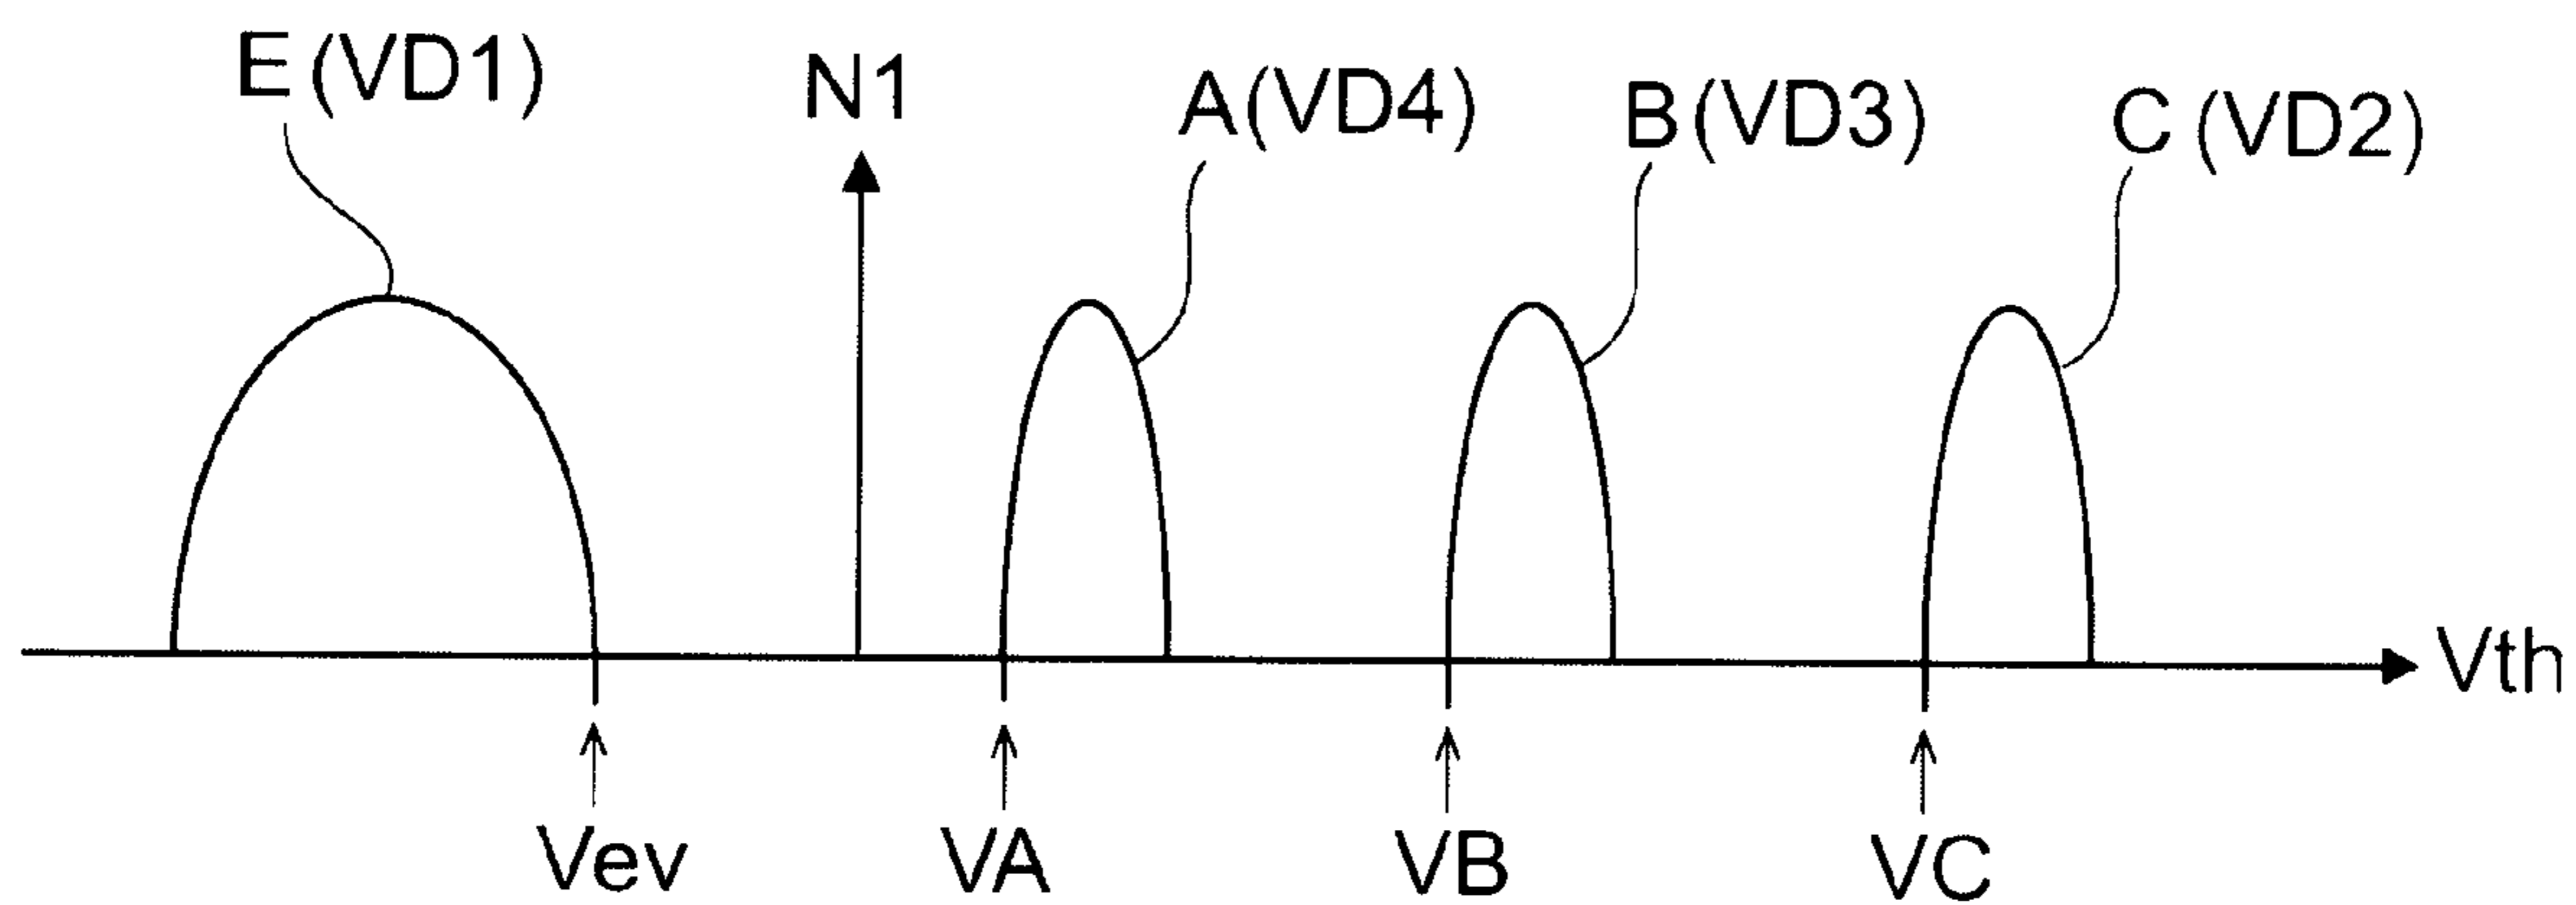 E (VD1)
N1
A(VD4)
B(VD3)
C (VD2)
Vth
Vev
VA
VB
VC